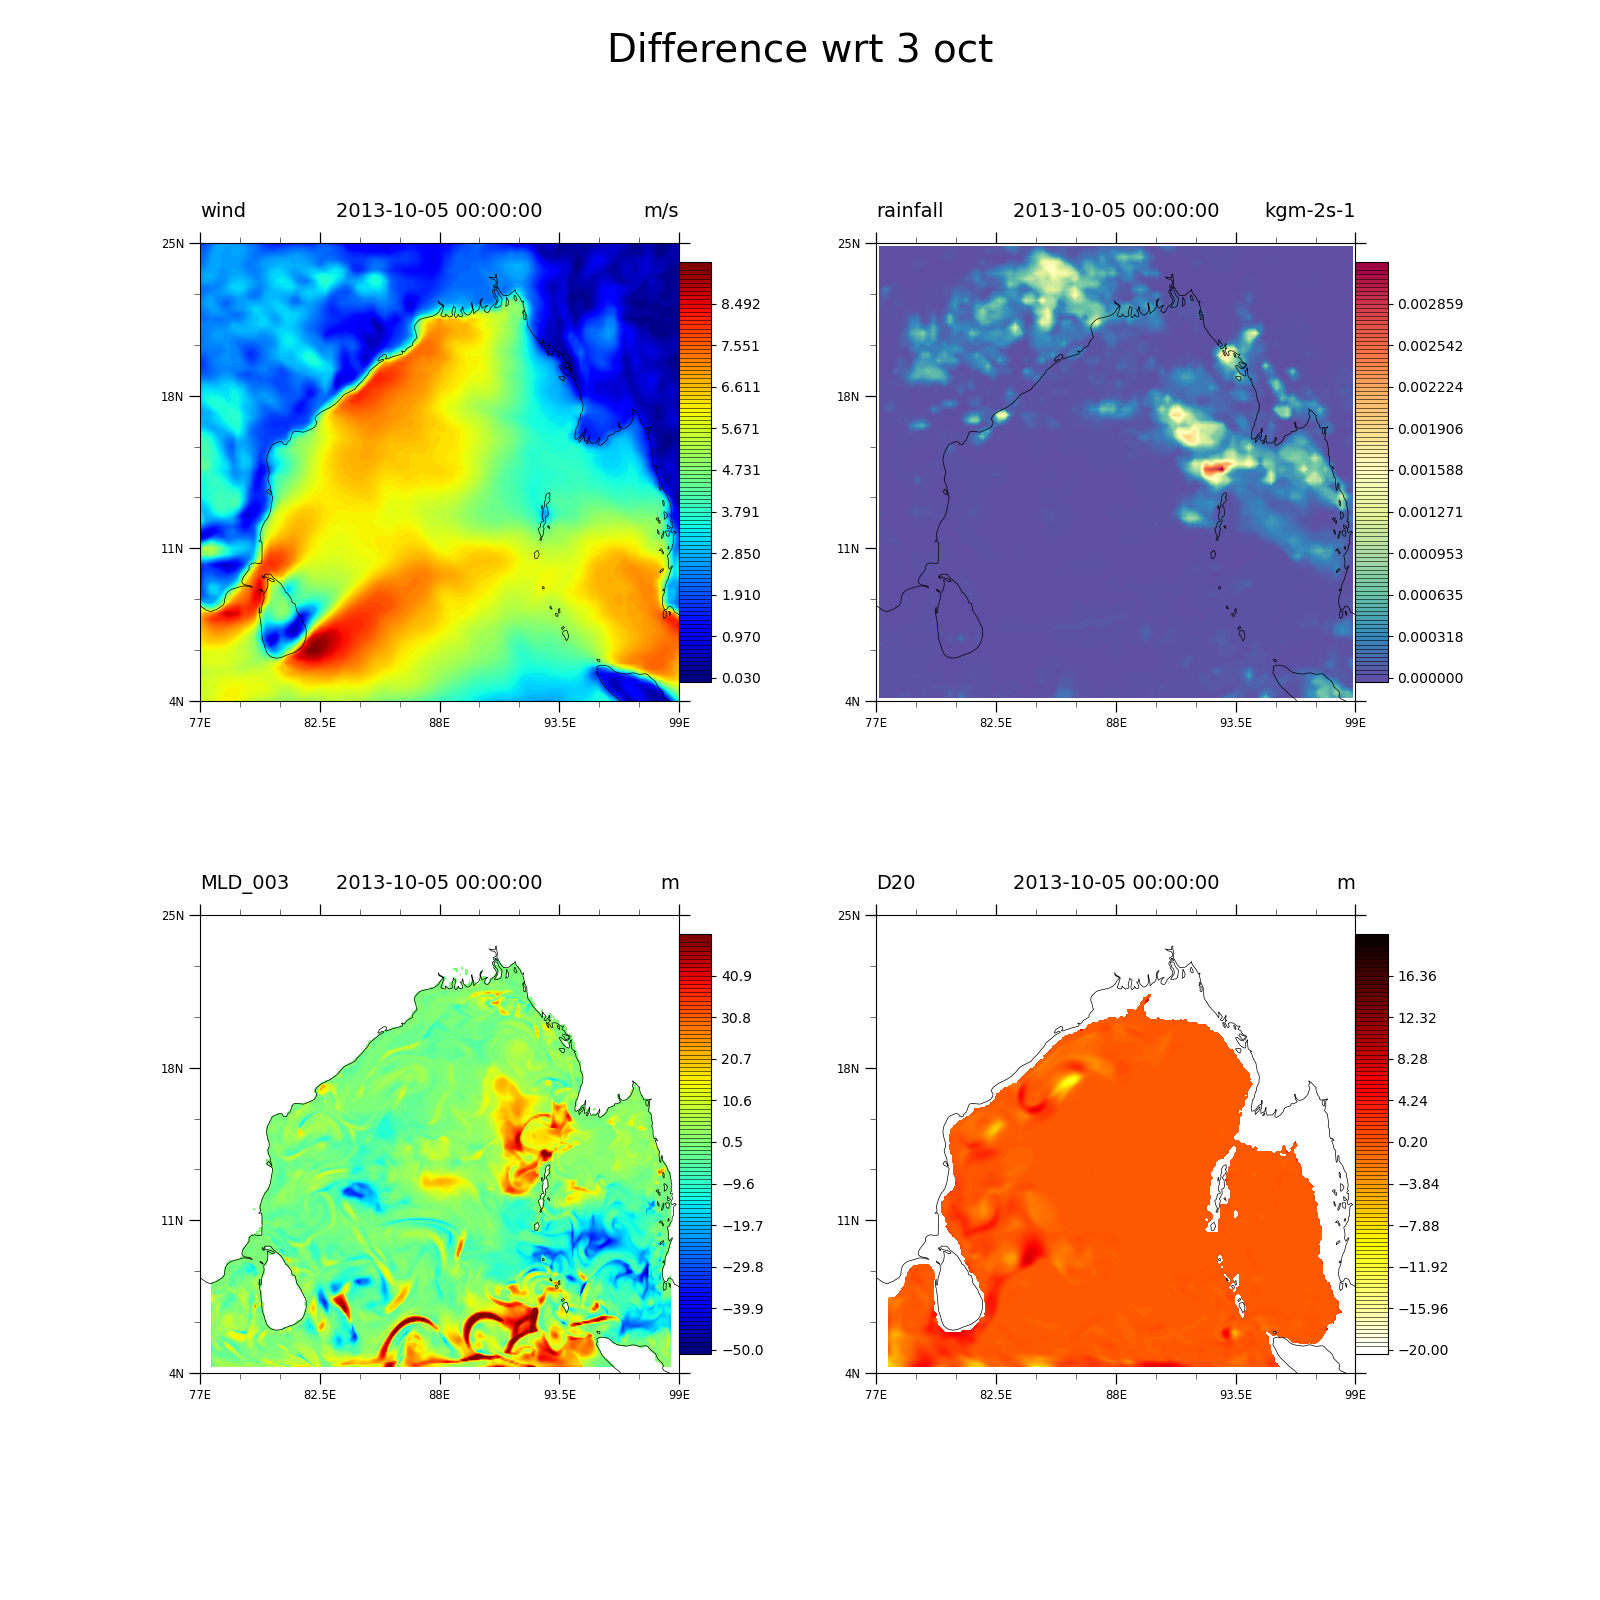 Difference wrt 3 oct
wind 2013-10-05 00:00:00 m/s
25N
18N
11N
4N
77E 82.5E 88E 93.5E 99E
8.492
7.551
6.611
5.671
4.731
3.791
2.850
1.910
0.970
0.030
rainfall 2013-10-05 00:00:00 kgm-2s-1
25N
18N
11N
4N
77E 82.5E 88E 93.5E 99E
0.002859
0.002542
0.002224
0.001906
0.001588
0.001271
0.000953
0.000635
0.000318
0.000000
MLD_003 2013-10-05 00:00:00 m
25N
18N
11N
4N
77E 82.5E 88E 93.5E 99E
40.9
30.8
20.7
10.6
0.5
−9.6
−19.7
−29.8
−39.9
−50.0
D20 2013-10-05 00:00:00 m
25N
18N
11N
4N
77E 82.5E 88E 93.5E 99E
16.36
12.32
8.28
4.24
0.20
−3.84
−7.88
−11.92
−15.96
−20.00